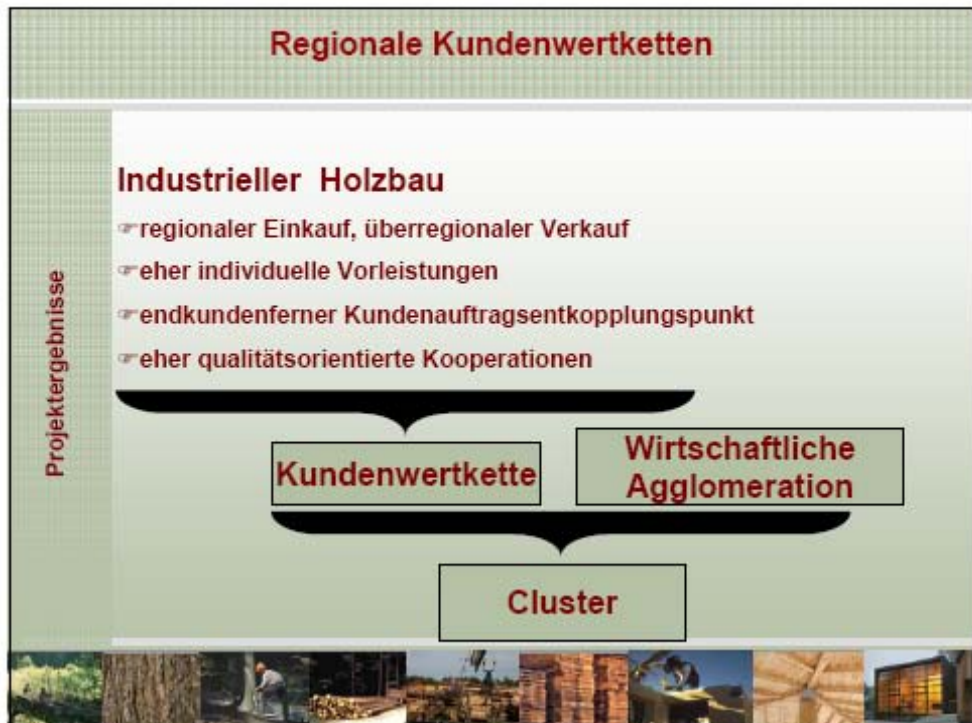 Regionale Kundenwertketten
Projektergebnisse
Industrieller Holzbau
☞regionaler Einkauf, überregionaler Verkauf
☞eher individuelle Vorleistungen
☞endkundenferner Kundenauftragsentkopplungspunkt
☞eher qualitätsorientierte Kooperationen
Kundenwertkette
Wirtschaftliche
Agglomeration
Cluster